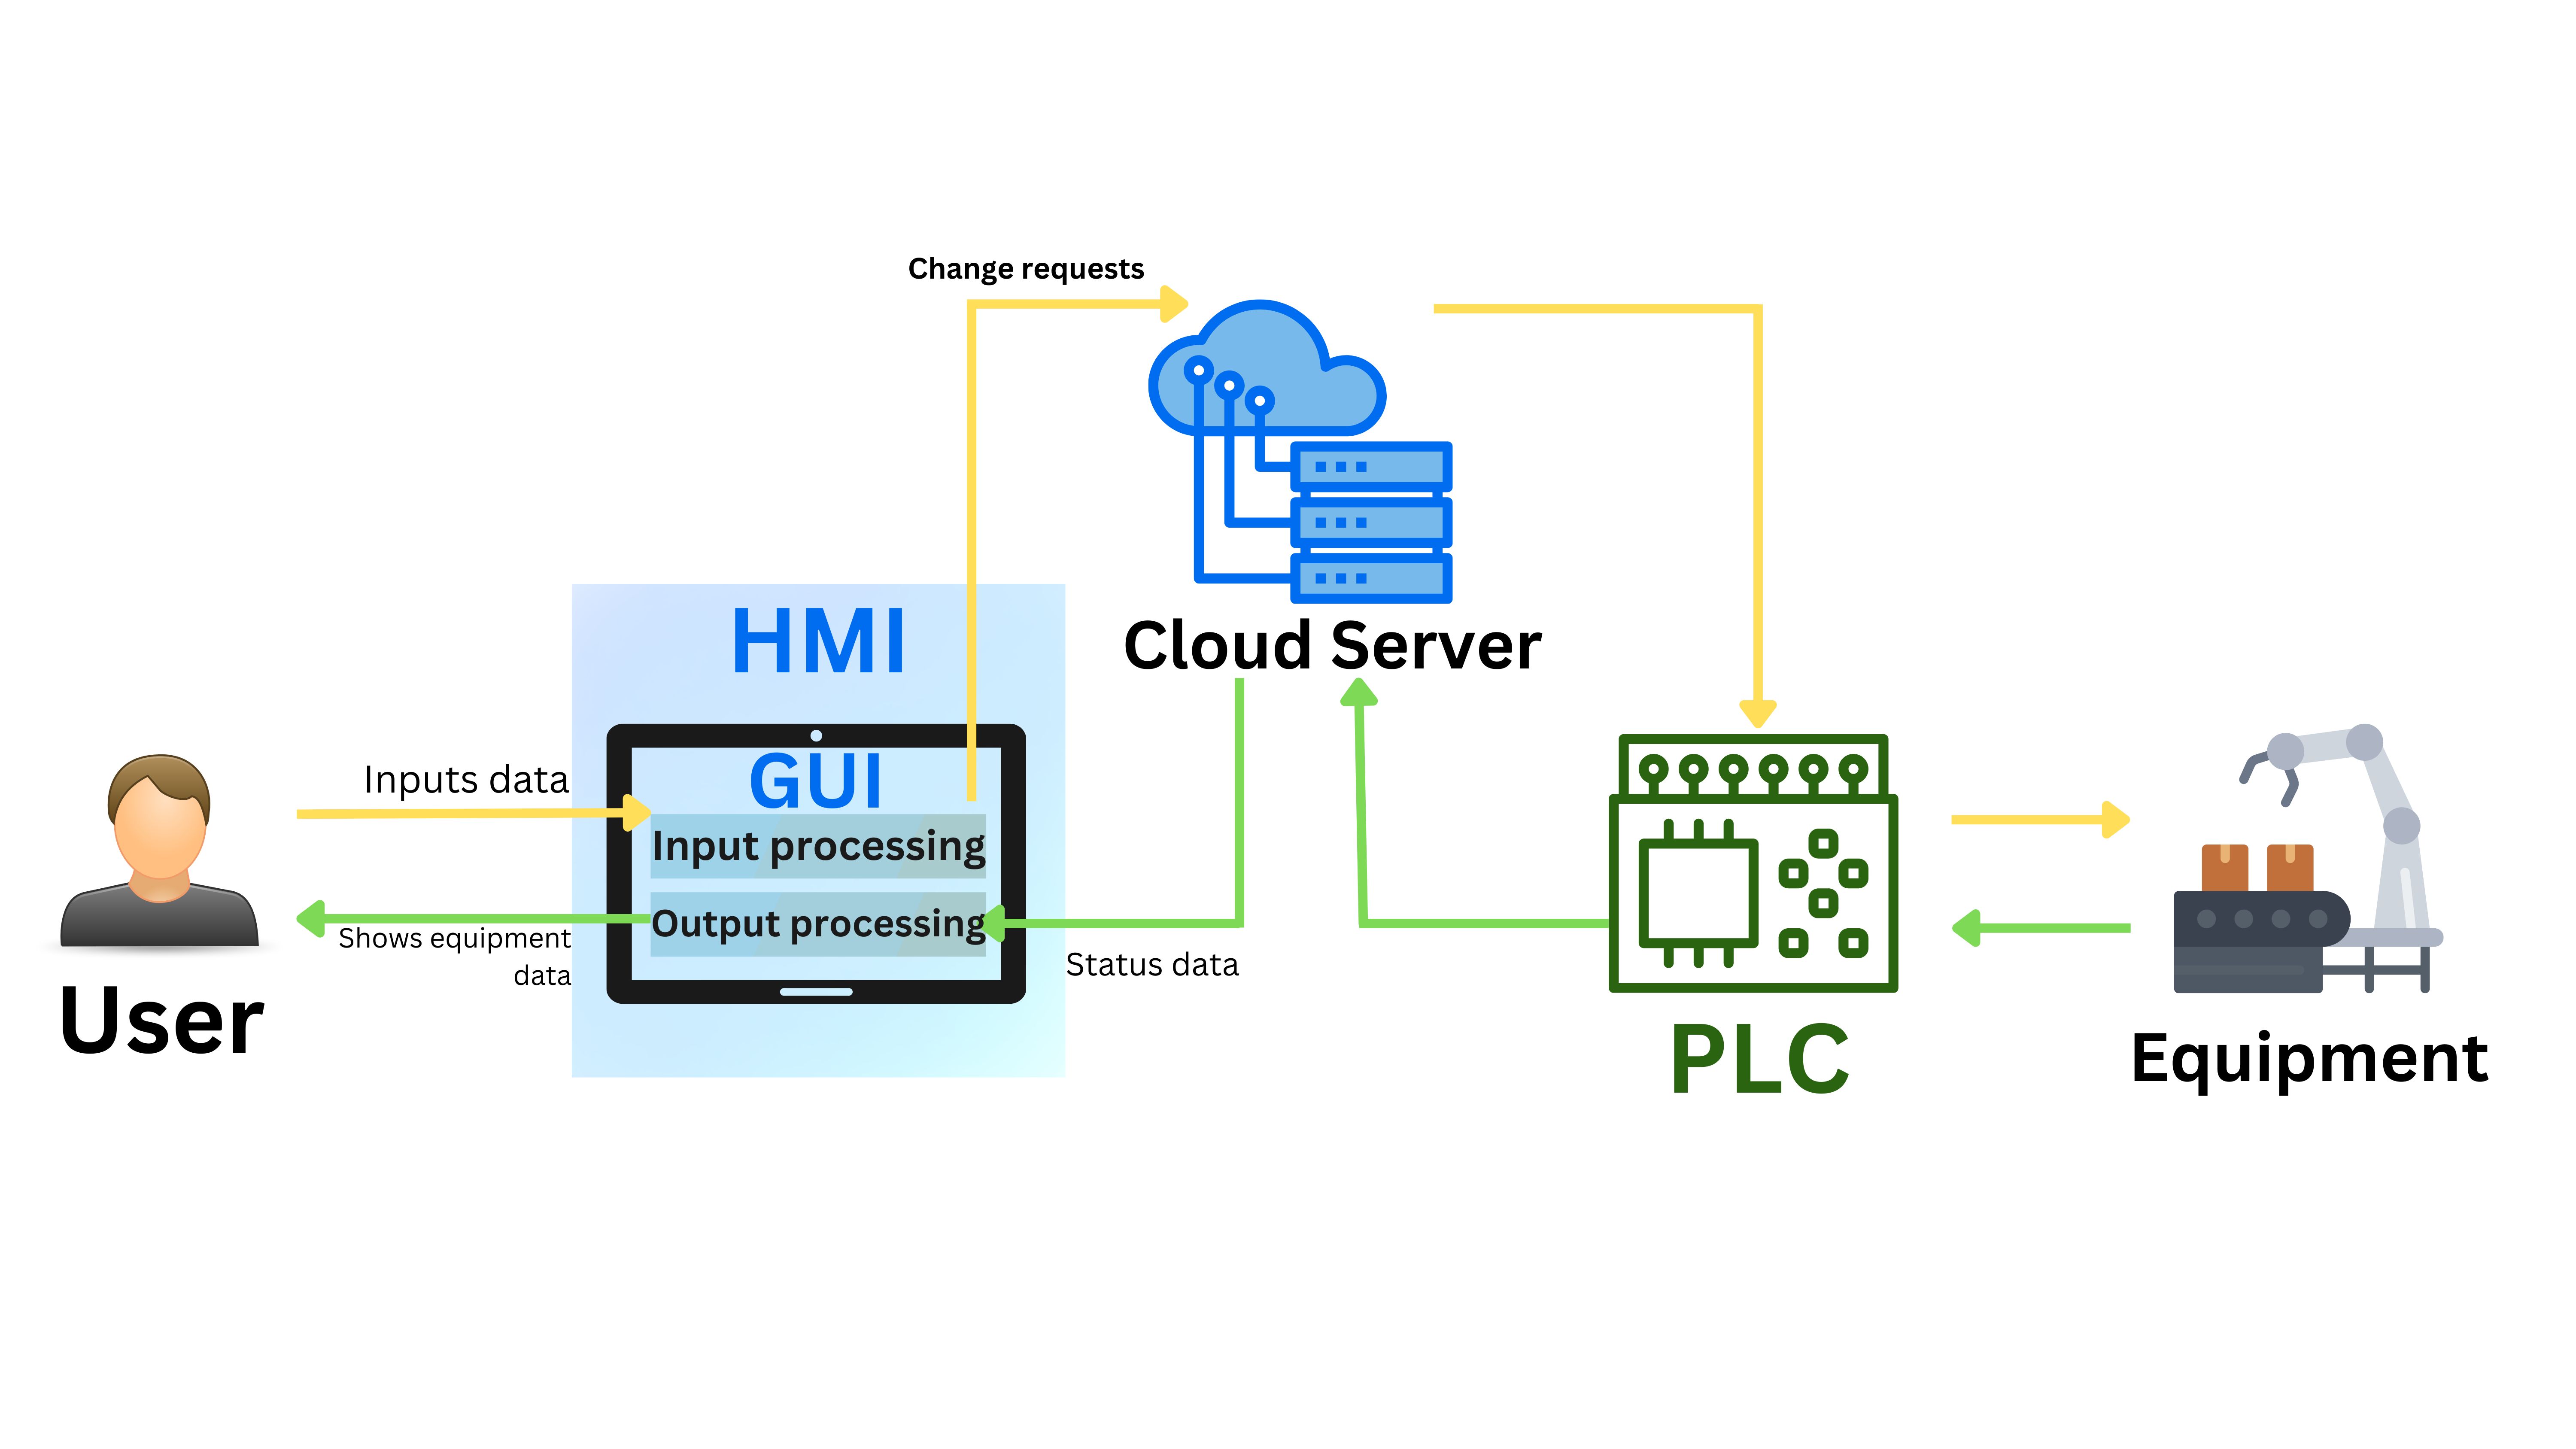 Change requests
Cloud Server
HMI
GUI
Inputs data
Input processing
Output processing
Shows equipment
data
Status data
User
PLC
Equipment